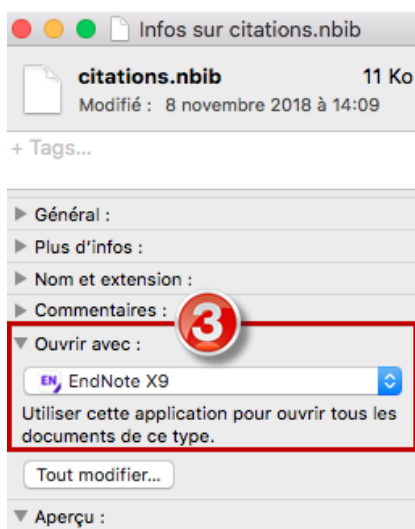 Infos sur citations.nbib
citations.nbib 11 Ko
Modifié : 8 novembre 2018 à 14:09
+ Tags...
Général :
Plus d'infos :
Nom et extension :
Commentaires :
3
Ouvrir avec :
EN EndNote X9
Utiliser cette application pour ouvrir tous les
documents de ce type.
Tout modifier...
Aperçu :